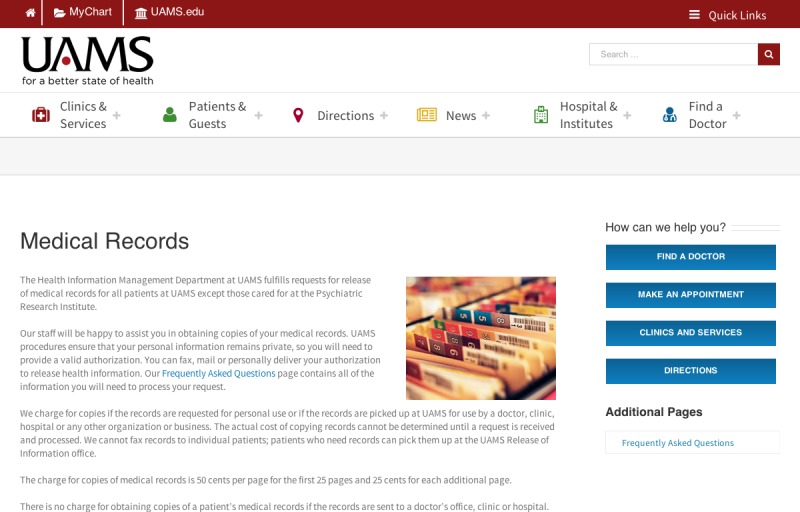 MyChart UAMS.edu Quick Links
UAMS
for a better state of health
Search ...
Clinics &
Services
Patients &
Guests
Directions
News
Hospital &
Institutes
Find a
Doctor
Medical Records
The Health Information Management Department at UAMS fulfills requests for release
of medical records for all patients at UAMS except those cared for at the Psychiatric
Research Institute.
Our staff will be happy to assist you in obtaining copies of your medical records. UAMS
procedures ensure that your personal information remains private, so you will need to
provide a valid authorization. You can fax, mail or personally deliver your authorization
to release health information. Our Frequently Asked Questions page contains all of the
information you will need to process your request.
We charge for copies if the records are requested for personal use or if the records are picked up at UAMS for use by a doctor, clinic,
hospital or any other organization or business. The actual cost of copying records cannot be determined until a request is received
and processed. We cannot fax records to individual patients; patients who need records can pick them up at the UAMS Release of
Information office.
The charge for copies of medical records is 50 cents per page for the first 25 pages and 25 cents for each additional page.
There is no charge for obtaining copies of a patient's medical records if the records are sent to a doctor's office, clinic or hospital.
How can we help you?
FIND A DOCTOR
MAKE AN APPOINTMENT
CLINICS AND SERVICES
DIRECTIONS
Additional Pages
Frequently Asked Questions